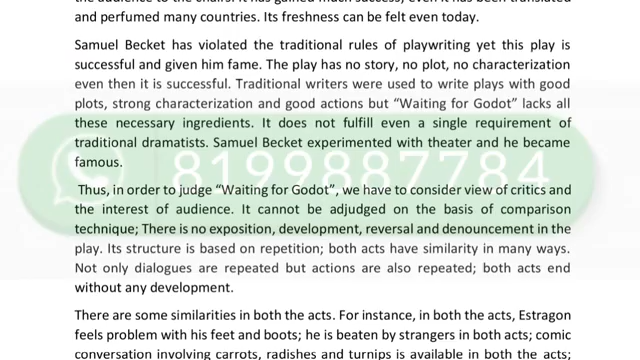 the audience to the chairs. It has gained much success, even it has been translated
and perfumed many countries. Its freshness can be felt even today.
Samuel Becket has violated the traditional rules of playwriting yet this play is
successful and given him fame. The play has no story, no plot, no characterization
even then it is successful. Traditional writers were used to write plays with good
plots, strong characterization and good actions but “Waiting for Godot” lacks all
these necessary ingredients. It does not fulfill even a single requirement of
traditional dramatists. Samuel Becket experimented with theater and he became
famous.
8199887784
Thus, in order to judge “Waiting for Godot”, we have to consider view of critics and
the interest of audience. It cannot be adjudged on the basis of comparison
technique; There is no exposition, development, reversal and denouncement in the
play. Its structure is based on repetition; both acts have similarity in many ways.
Not only dialogues are repeated but actions are also repeated; both acts end
without any development.
There are some similarities in both the acts. For instance, in both the acts, Estragon
feels problem with his feet and boots; he is beaten by strangers in both acts; comic
conversation involving carrots, radishes and turnips is available in both the acts;